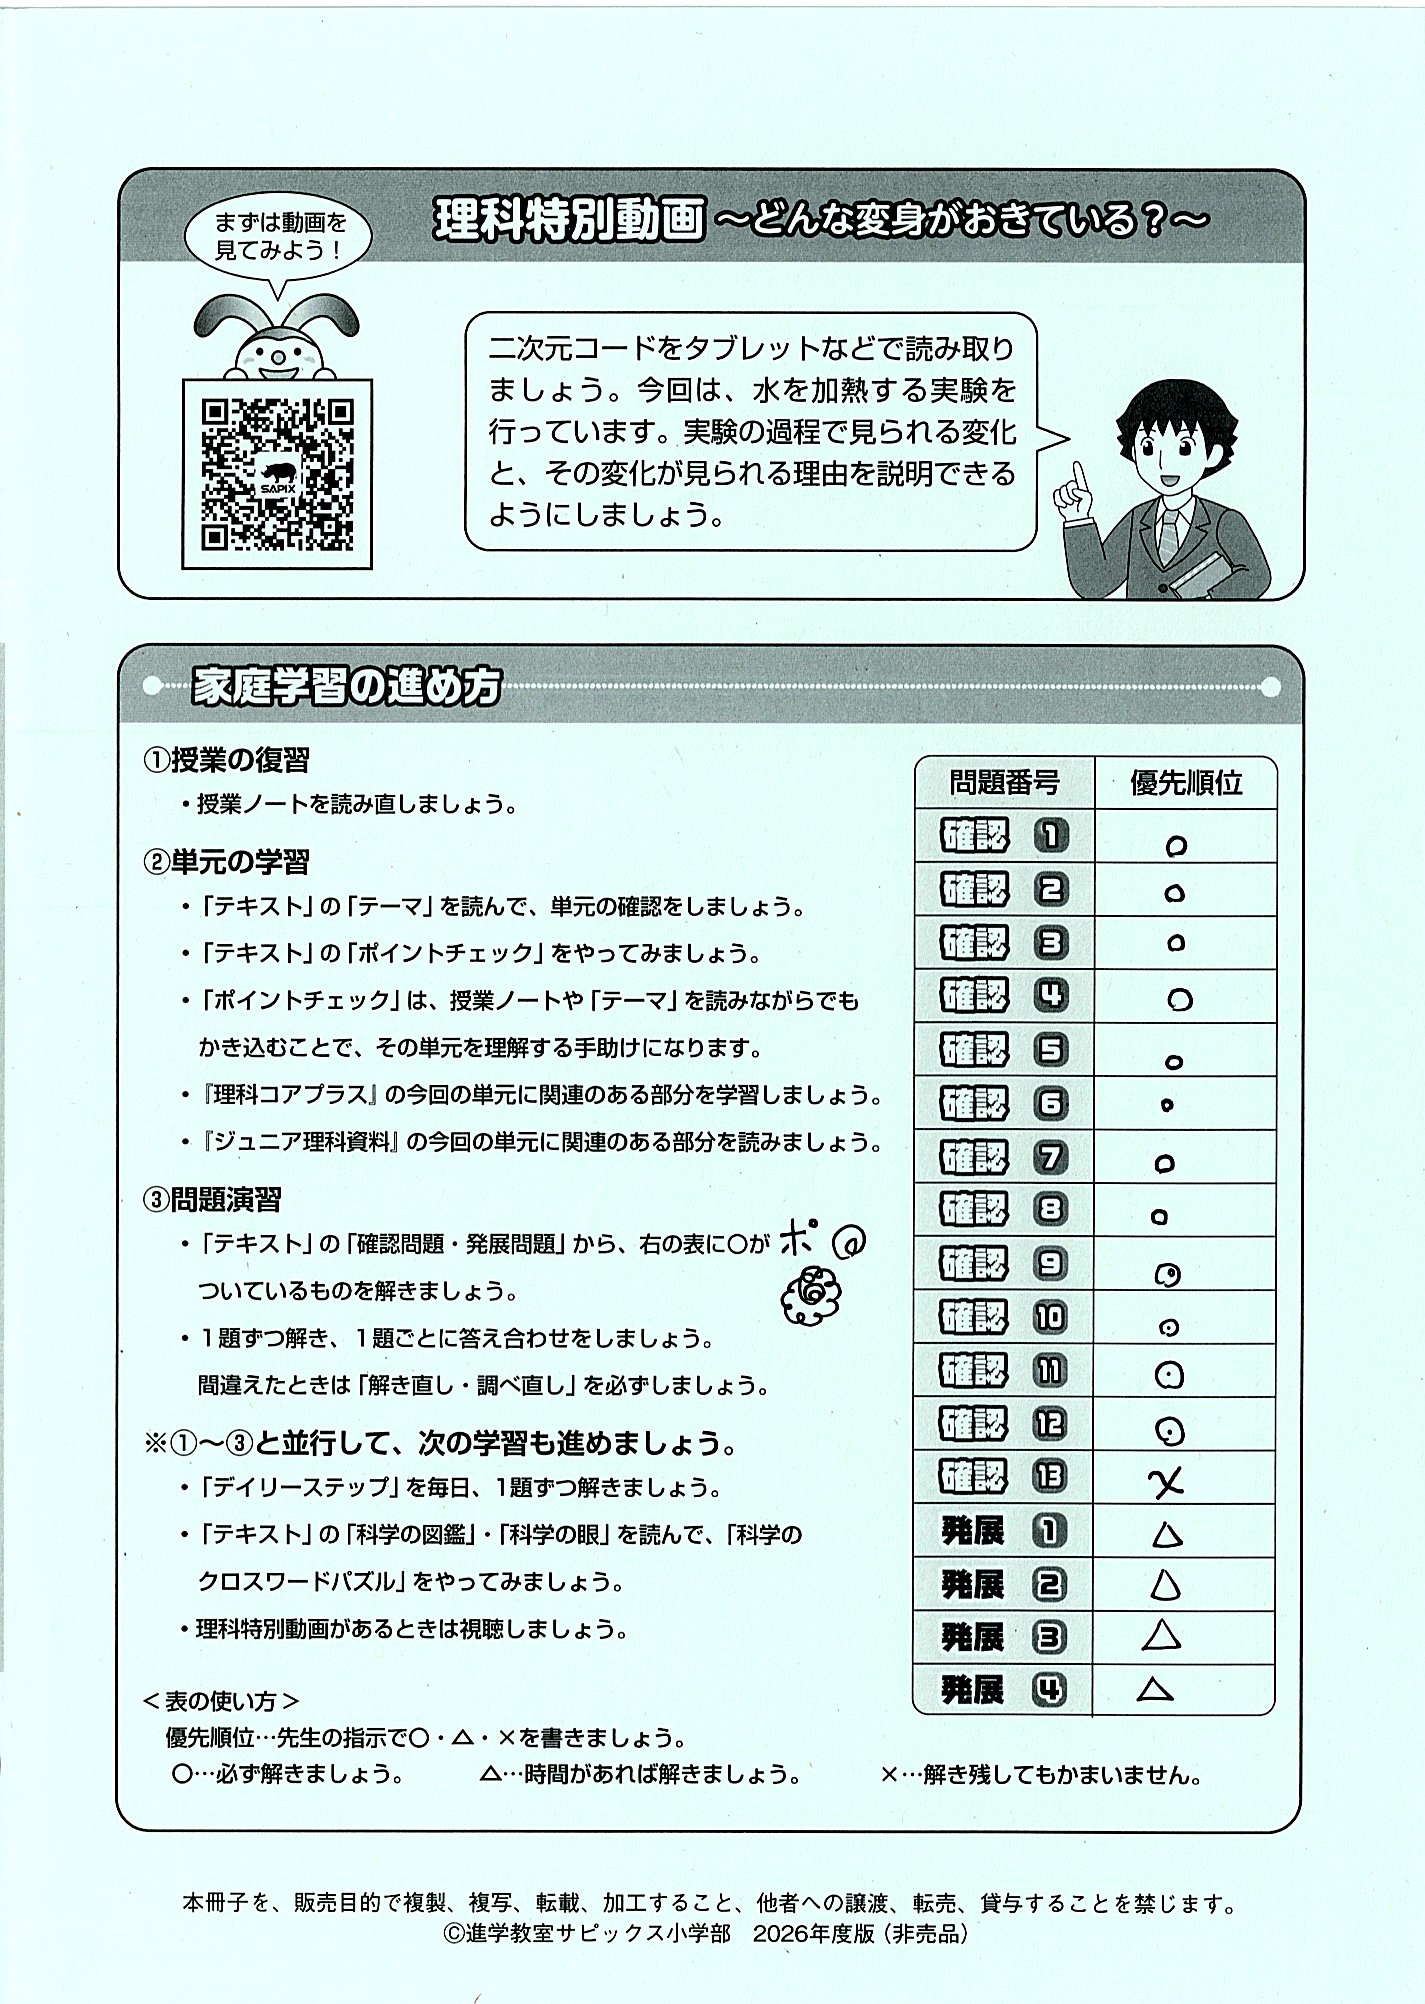 まずは動画を
見てみよう！
理科特別動画 ～どんな変身がおきている？～
SAPIX
二次元コードをタブレットなどで読み取り
ましょう。今回は、水を加熱する実験を
行っています。実験の過程で見られる変化
と、その変化が見られる理由を説明できる
ようにしましょう。
家庭学習の進め方
①授業の復習
・授業ノートを読み直しましょう。
②単元の学習
・「テキスト」の「テーマ」を読んで、単元の確認をしましょう。
・「テキスト」の「ポイントチェック」をやってみましょう。
・「ポイントチェック」は、授業ノートや「テーマ」を読みながらでも
かき込むことで、その単元を理解する手助けになります。
・『理科コアプラス』の今回の単元に関連のある部分を学習しましょう。
・『ジュニア理科資料』の今回の単元に関連のある部分を読みましょう。
③問題演習
・「テキスト」の「確認問題・発展問題」から、右の表に〇が ポ ◎
ついているものを解きましょう。
・１題ずつ解き、１題ごとに答え合わせをしましょう。
間違えたときは「解き直し・調べ直し」を必ずしましょう。
※①～③と並行して、次の学習も進めましょう。
・「デイリーステップ」を毎日、1題ずつ解きましょう。
・「テキスト」の「科学の図鑑」・「科学の眼」を読んで、「科学の
クロスワードパズル」をやってみましょう。
・理科特別動画があるときは視聴しましょう。
問題番号 優先順位
確認 1 〇
確認 2 〇
確認 3 〇
確認 4 〇
確認 5 〇
確認 6 〇
確認 7 〇
確認 8 〇
確認 9 ◎
確認 10 ◎
確認 11 ◎
確認 12 ◎
確認 13 ×
発展 1 △
発展 2 △
発展 3 △
発展 4 △
＜表の使い方＞
優先順位…先生の指示で〇・△・×を書きましょう。
〇…必ず解きましょう。 △…時間があれば解きましょう。 ×…解き残してもかまいません。
本冊子を、販売目的で複製、複写、転載、加工すること、他者への譲渡、転売、貸与することを禁じます。
©進学教室サピックス小学部 2026年度版（非売品）